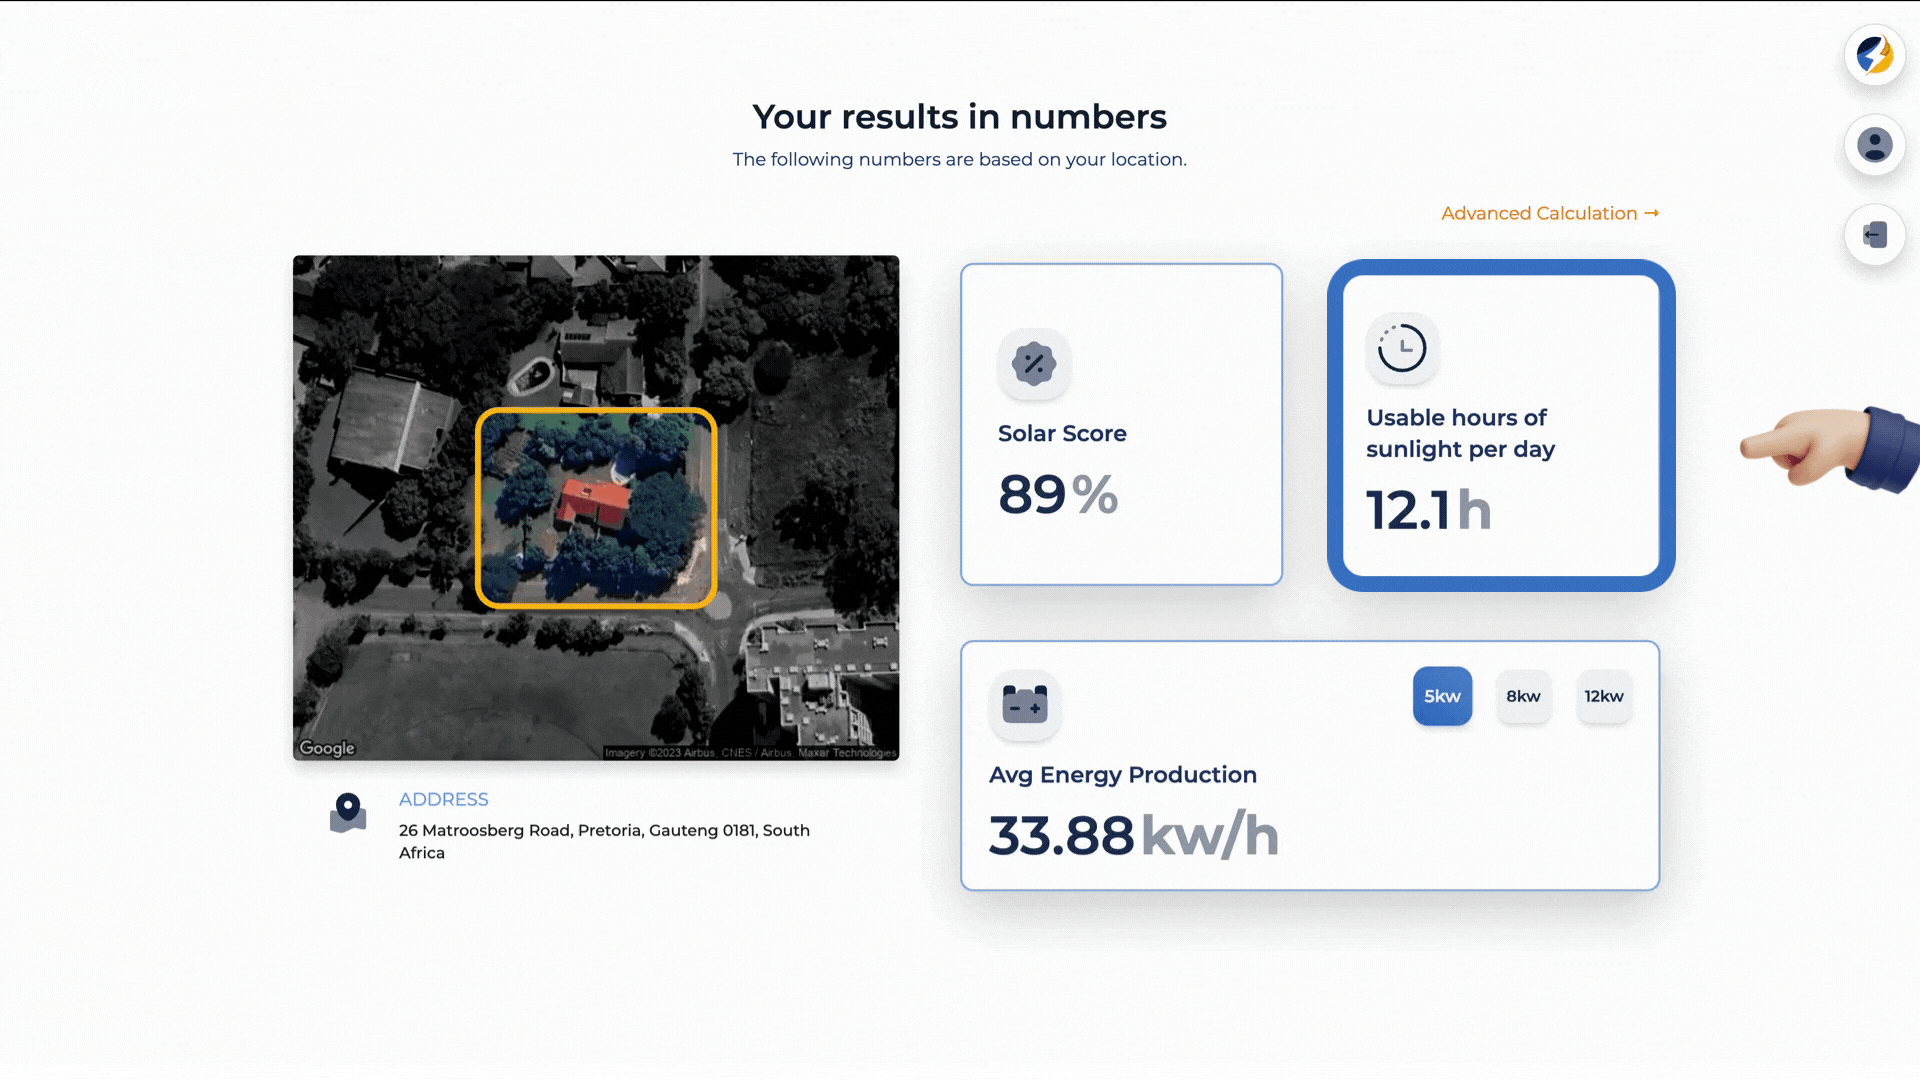 Your results in numbers
The following numbers are based on your location.
Advanced Calculation →
Google
Imagery ©2023 Airbus, CNES / Airbus, Maxar Technologies
ADDRESS
26 Matroosberg Road, Pretoria, Gauteng 0181, South
Africa
Solar Score
89%
Usable hours of
sunlight per day
12.1h
5kw
8kw
12kw
Avg Energy Production
33.88kw/h